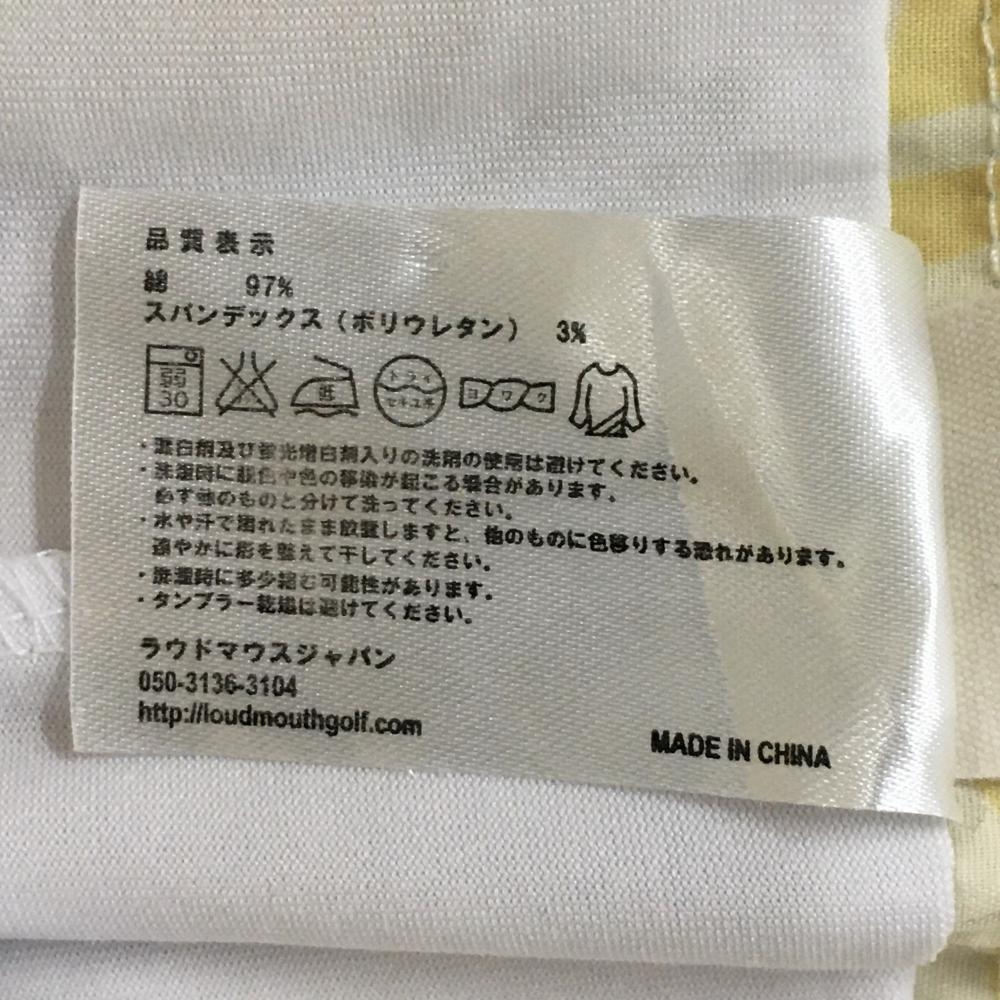 品質表示
綿 97%
スパンデックス（ポリウレタン） 3%
弱
30
低
ドライ
セキユ系
ヨワク
・漂白剤及び蛍光増白剤入りの洗剤の使用は避けてください。
・洗濯時に脱色や色の移染が起こる場合があります。
必ず他のものと分けて洗ってください。
・水や汗で濡れたまま放置しますと、他のものに色移りする恐れがあります。
速やかに形を整えて干してください。
・洗濯時に多少縮む可能性があります。
・タンブラー乾燥は避けてください。
ラウドマウスジャパン
050-3136-3104
http://loudmouthgolf.com
MADE IN CHINA